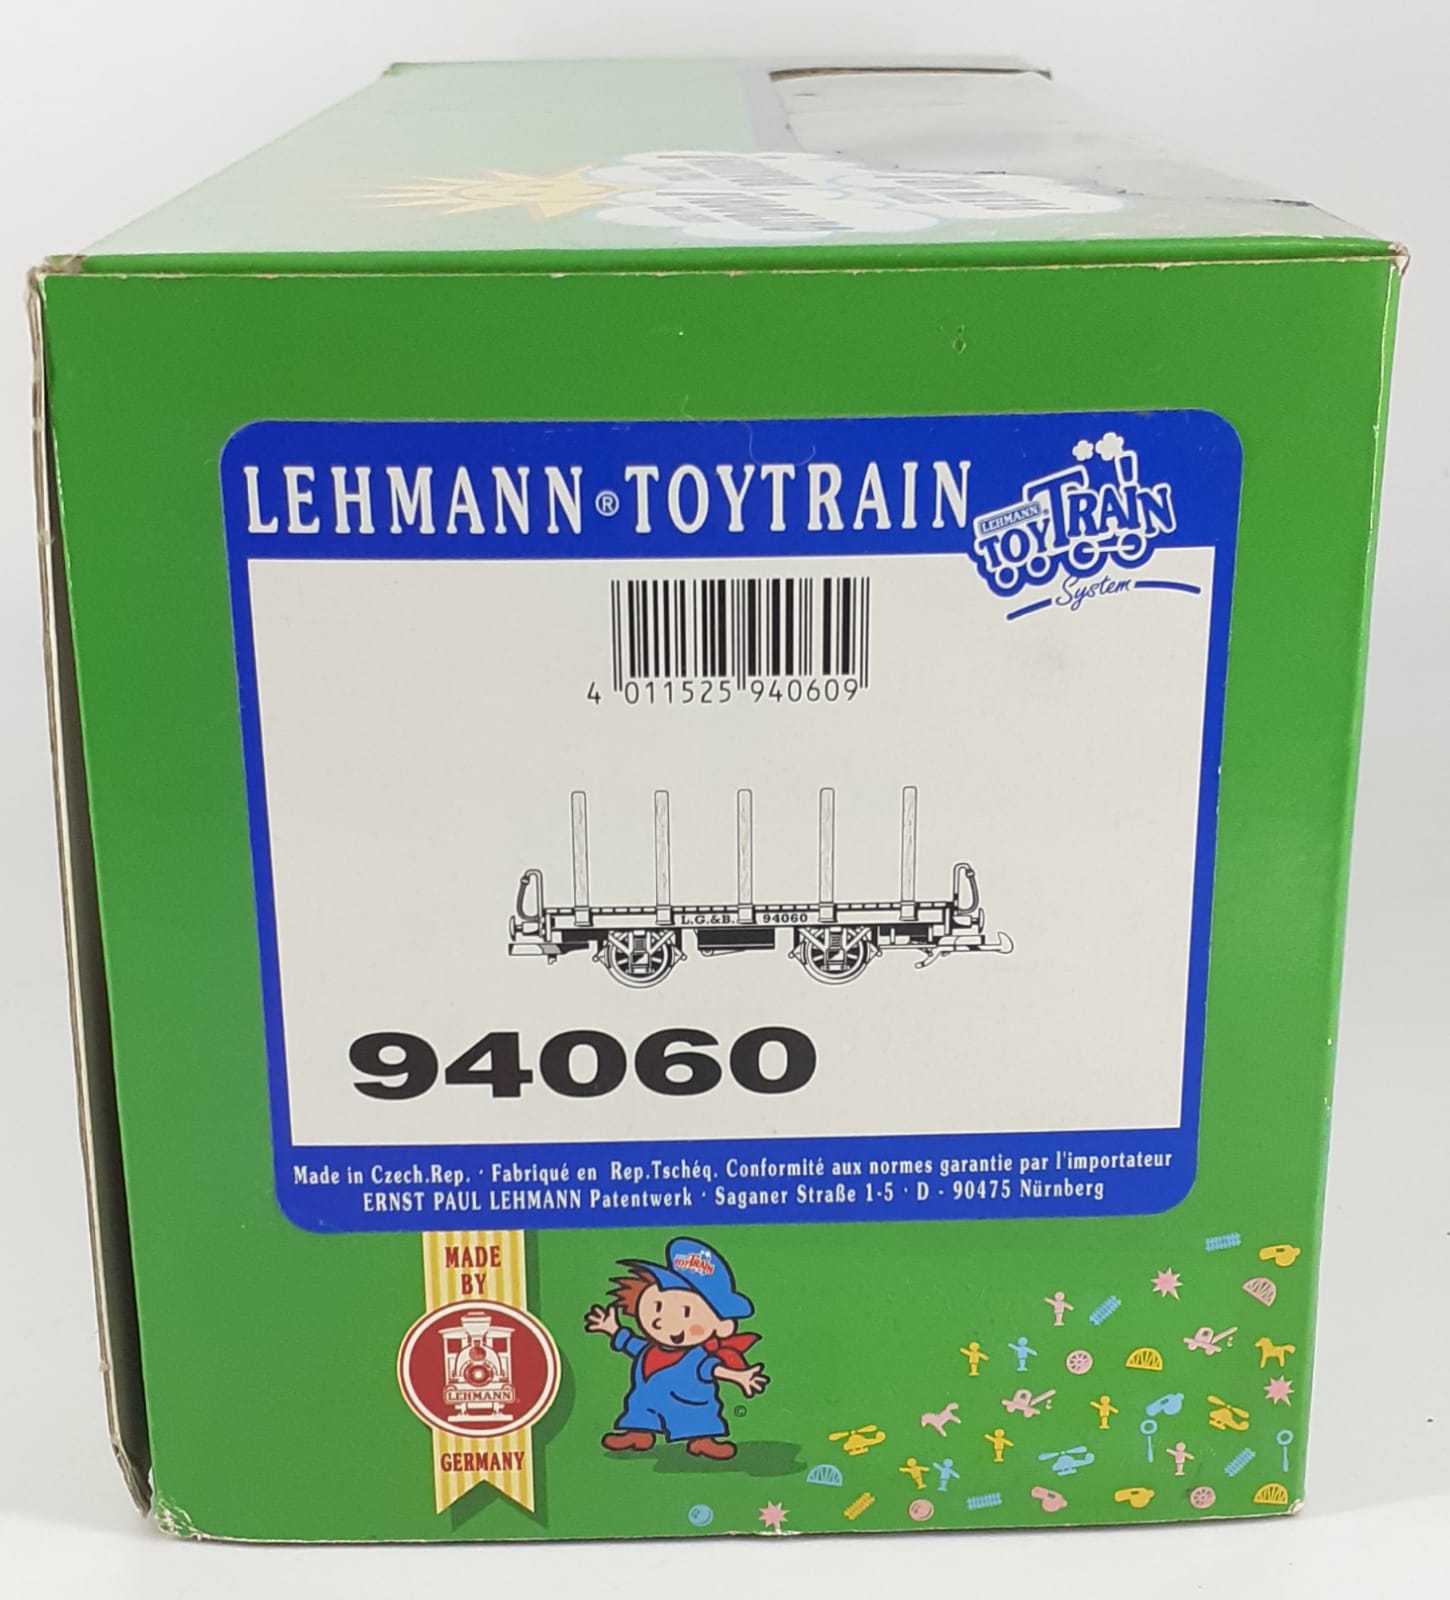 LEHMANN ® TOYTRAIN
LEHMANN
TOYTRAIN
System
4 011525 940609
L.G.&B. 94060
94060
Made in Czech.Rep. · Fabriqué en Rep.Tschéq. Conformité aux normes garantie par l'importateur
ERNST PAUL LEHMANN Patentwerk · Saganer Straße 1-5 · D - 90475 Nürnberg
MADE
BY
LEHMANN
GERMANY
TOYTRAIN
©